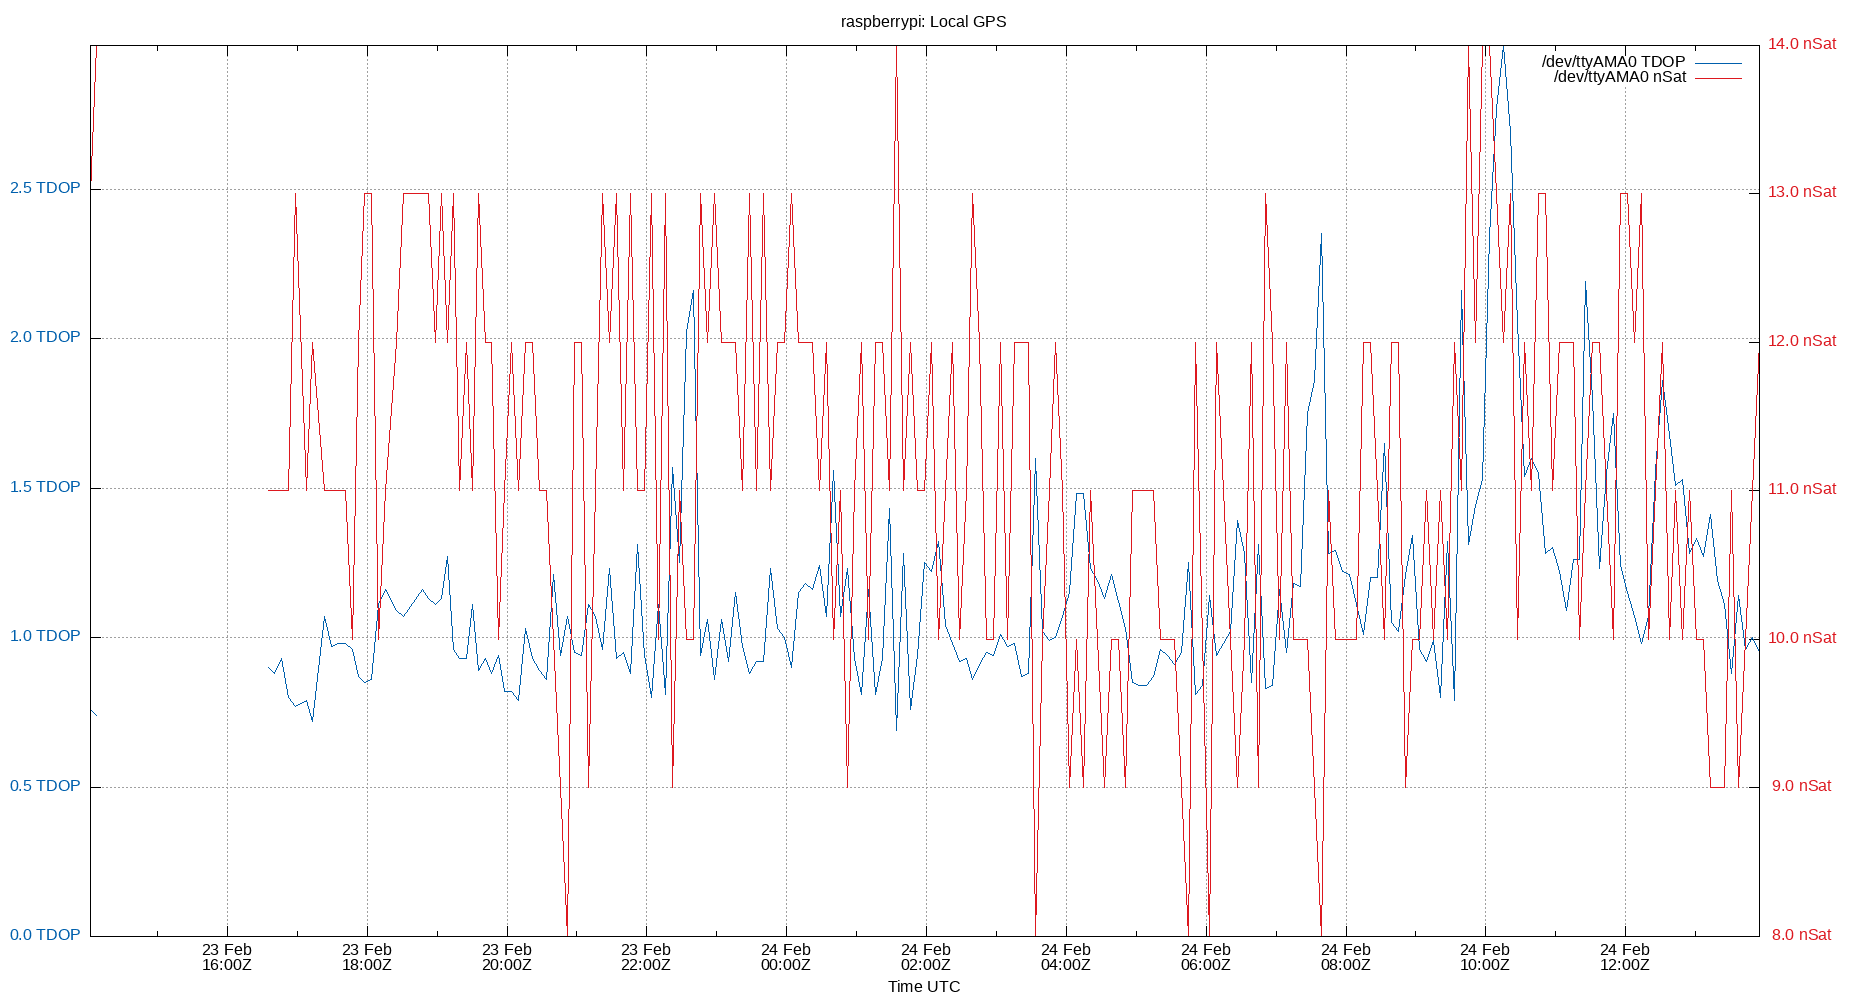 raspberrypi: Local GPS
14.0 nSat
/dev/ttyAMA0 TDOP
/dev/ttyAMA0 nSat
2.5 TDOP
13.0 nSat
2.0 TDOP
12.0 nSat
1.5 TDOP
11.0 nSat
1.0 TDOP
10.0 nSat
0.5 TDOP
9.0 nSat
0.0 TDOP
8.0 nSat
23 Feb 23 Feb 23 Feb 23 Feb 24 Feb 24 Feb 24 Feb 24 Feb 24 Feb 24 Feb 24 Feb
16:00Z 18:00Z 20:00Z 22:00Z 00:00Z 02:00Z 04:00Z 06:00Z 08:00Z 10:00Z 12:00Z
Time UTC